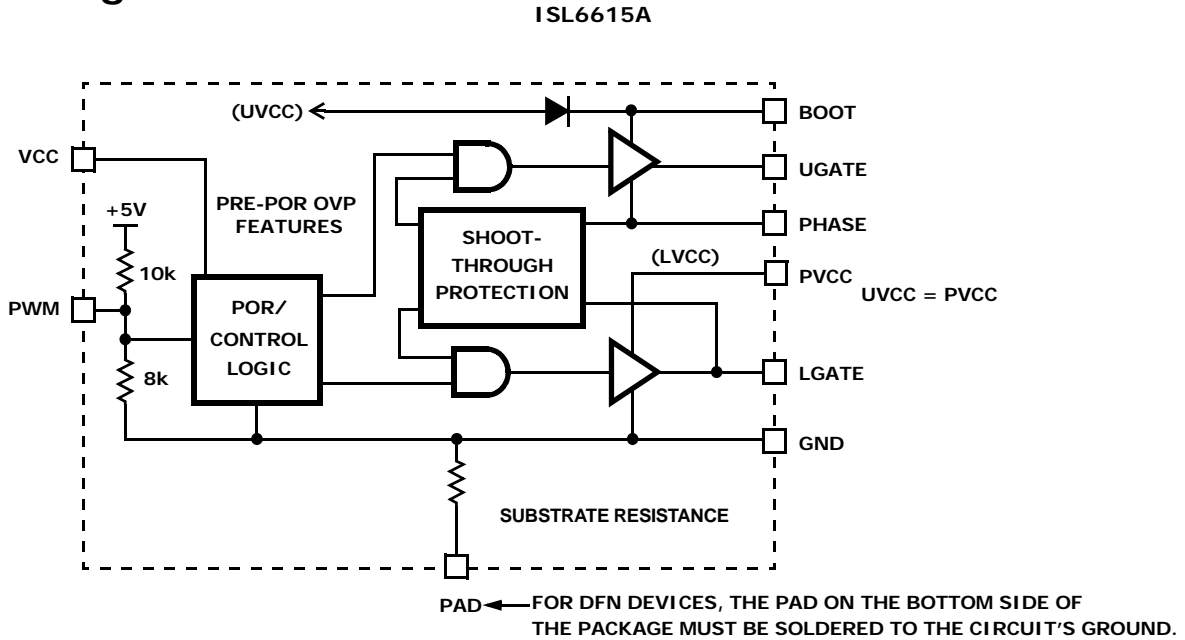 ISL6615A
(UVCC)
BOOT
VCC
UGATE
+5V
PRE-POR OVP
FEATURES
PHASE
SHOOT-
THROUGH
PROTECTION
(LVCC)
10k
PVCC
UVCC = PVCC
PWM
POR/
CONTROL
LOGIC
8k
LGATE
GND
SUBSTRATE RESISTANCE
PAD
FOR DFN DEVICES, THE PAD ON THE BOTTOM SIDE OF
THE PACKAGE MUST BE SOLDERED TO THE CIRCUIT'S GROUND.